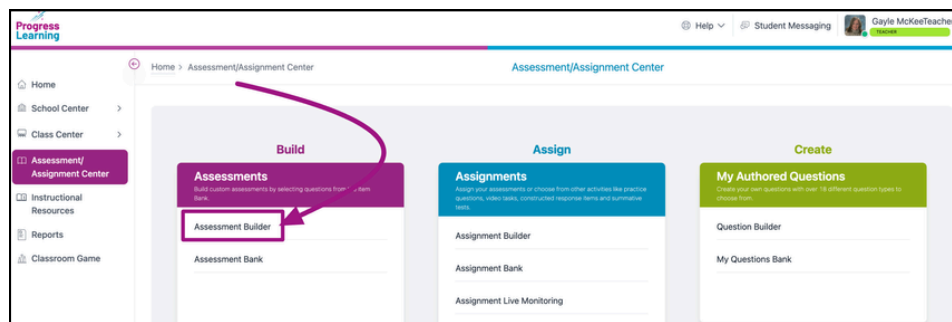 Progress
Learning
Help
Student Messaging
Gayle McKeeTeacher
TEACHER
Home > Assessment/Assignment Center
Assessment/Assignment Center
Home
School Center
Class Center
Assessment/
Assignment Center
Instructional
Resources
Reports
Classroom Game
Build
Assessments
Build custom assessments by selecting questions from Item
Bank.
Assessment Builder
Assessment Bank
Assign
Assignments
Assign your assessments or choose from other activities like practice
questions, video tasks, constructed response items and summative
tests.
Assignment Builder
Assignment Bank
Assignment Live Monitoring
Create
My Authored Questions
Create your own questions with over 18 different question types to
choose from.
Question Builder
My Questions Bank